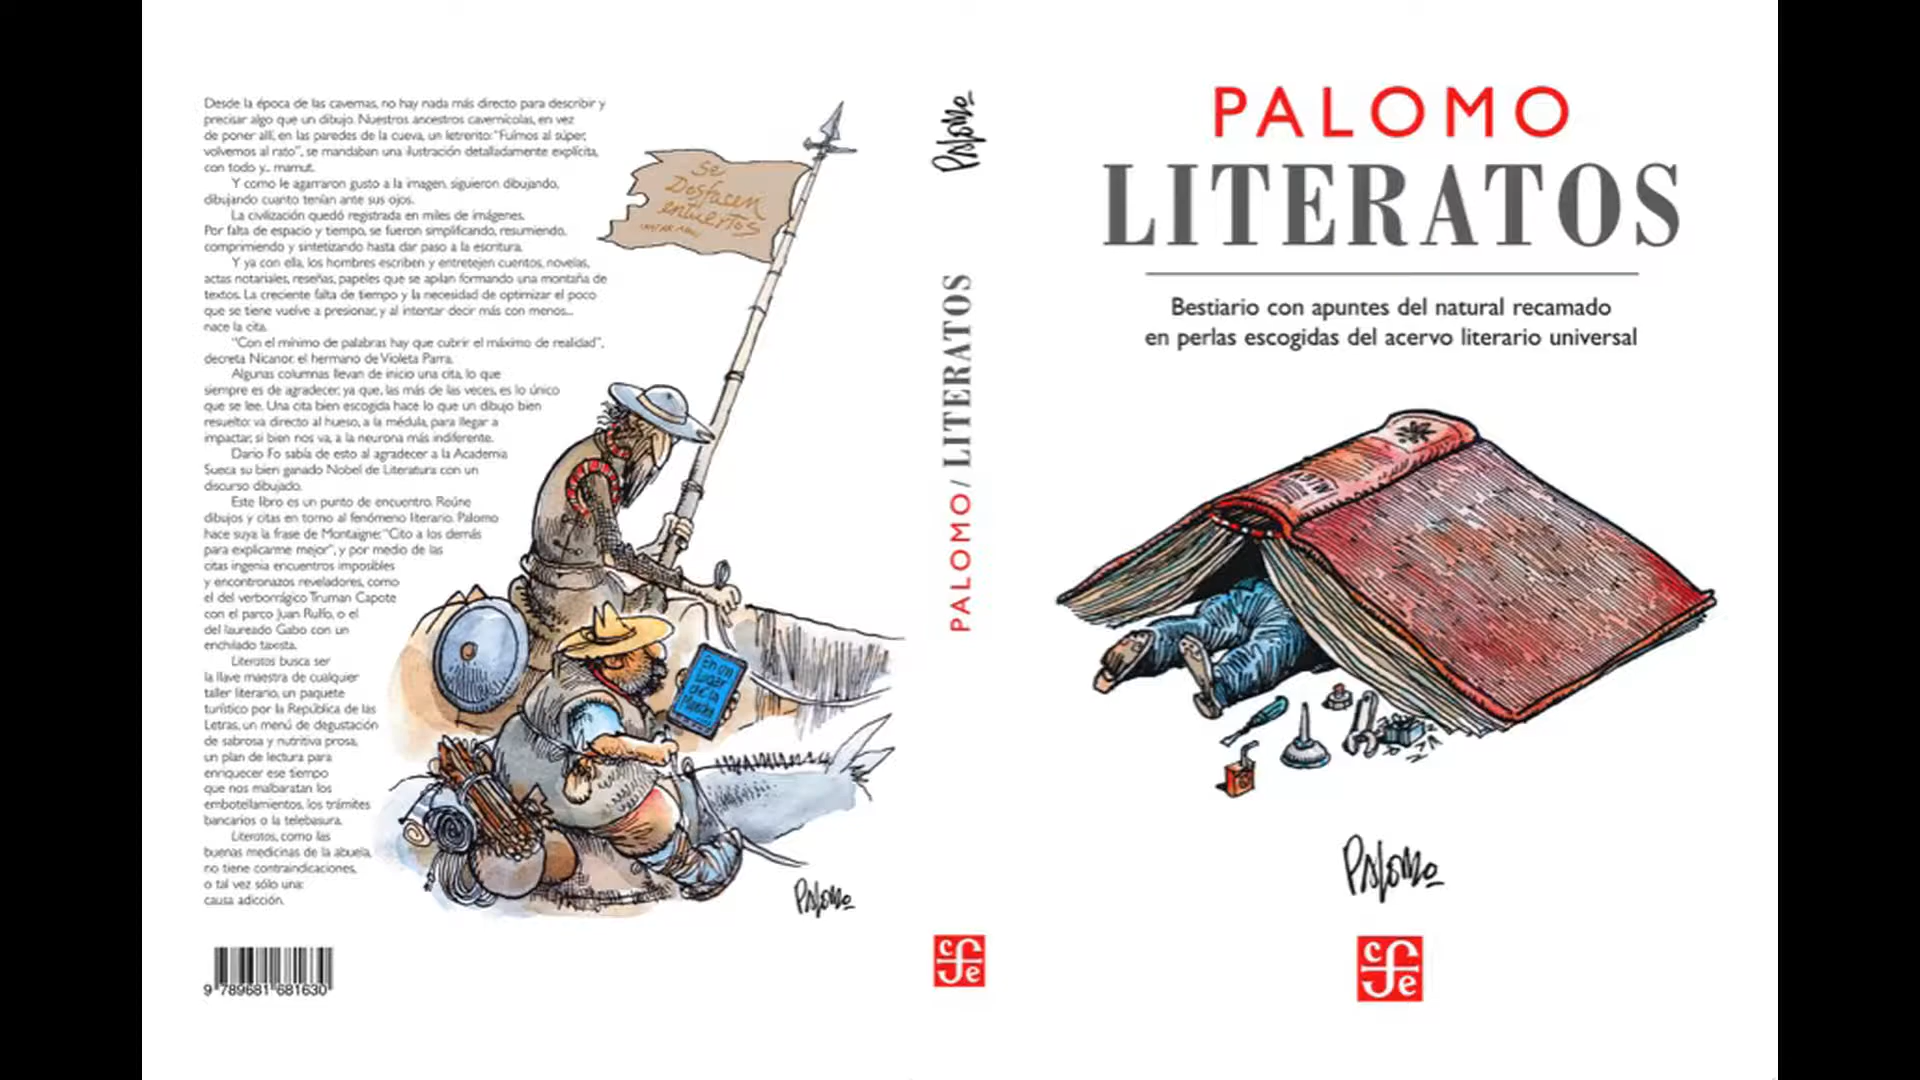 Desde la época de las cavernas, no hay nada más directo para describir y
precisar algo que un dibujo. Nuestros ancestros cavernícolas, en vez
de poner allí, en las paredes de la cueva, un letrerito: “Fuimos al súper,
volvemos al rato”, se mandaban una ilustración detalladamente explícita,
con todo y... mamut.
Y como le agarraron gusto a la imagen, siguieron dibujando,
dibujando cuanto tenían ante sus ojos.
La civilización quedó registrada en miles de imágenes.
Por falta de espacio y tiempo, se fueron simplificando, resumiendo,
comprimiendo y sintetizando hasta dar paso a la escritura.
Y ya con ella, los hombres escriben y entretejen cuentos, novelas,
actas notariales, reseñas, papeles que se apilan formando una montaña de
textos. La creciente falta de tiempo y la necesidad de optimizar el poco
que se tiene vuelve a presionar, y al intentar decir más con menos...
nace la cita.
“Con el mínimo de palabras hay que cubrir el máximo de realidad”,
decreta Nicanor, el hermano de Violeta Parra.
Algunas columnas llevan de inicio una cita, lo que
siempre es de agradecer, ya que, las más de las veces, es lo único
que se lee. Una cita bien escogida hace lo que un dibujo bien
resuelto: va directo al hueso, a la médula, para llegar a
impactar, si bien nos va, a la neurona más indiferente.
Dario Fo sabía de esto al agradecer a la Academia
Sueca su bien ganado Nobel de Literatura con un
discurso dibujado.
Este libro es un punto de encuentro. Reúne
dibujos y citas en torno al fenómeno literario. Palomo
hace suya la frase de Montaigne: “Cito a los demás
para explicarme mejor”, y por medio de las
citas ingenia encuentros imposibles
y encontronazos reveladores, como
el del verborrágico Truman Capote
con el parco Juan Rulfo, o el
del laureado Gabo con un
enchilado taxista.
Literatos busca ser
la llave maestra de cualquier
taller literario, un paquete
turístico por la República de las
Letras, un menú de degustación
de sabrosa y nutritiva prosa,
un plan de lectura para
enriquecer ese tiempo
que nos malbaratan los
embotellamientos, los trámites
bancarios o la telebasura.
Literatos, como las
buenas medicinas de la abuela,
no tiene contraindicaciones,
o tal vez sólo una:
causa adicción.
9 789681 681630
Se
Desfacen
entuertos
En un
Lugar
de la
Mancha
Palomo
Palomo
PALOMO / LITERATOS
cfe
PALOMO
LITERATOS
Bestiario con apuntes del natural recamado
en perlas escogidas del acervo literario universal
Palomo
cfe